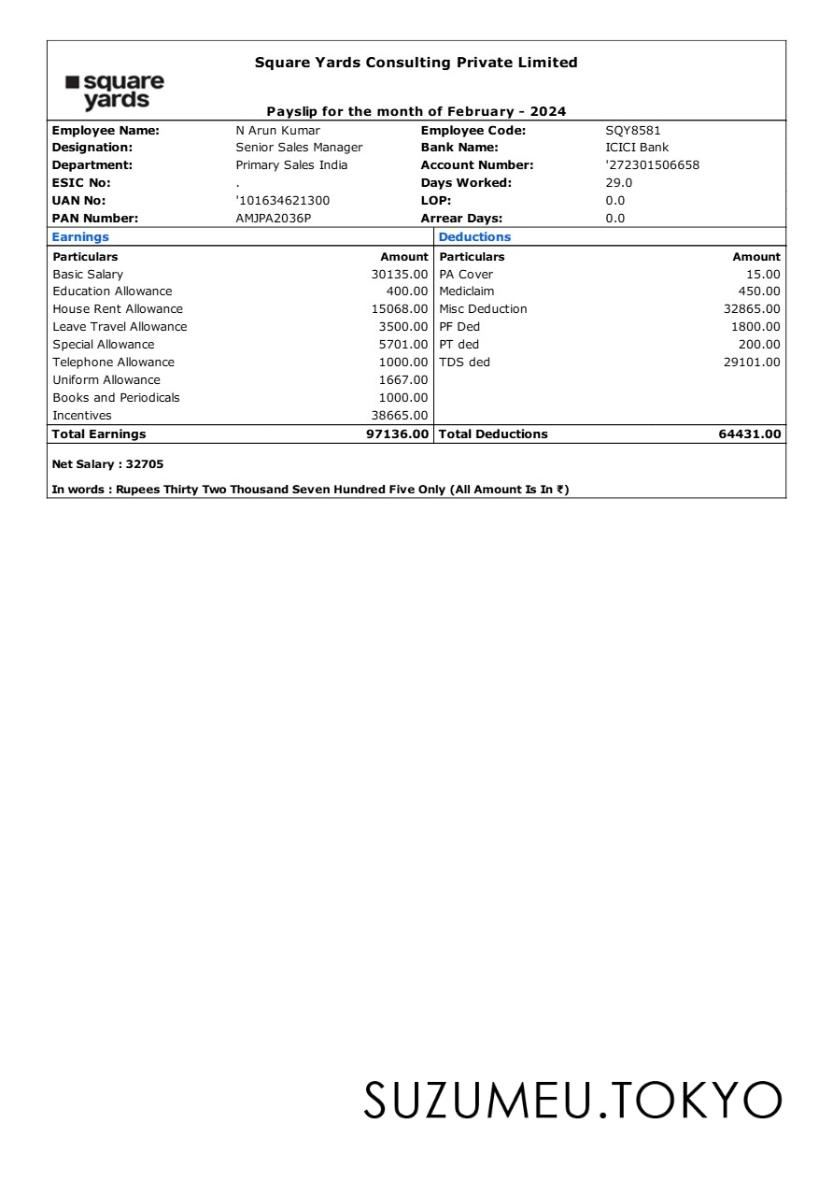 Square Yards Consulting Private Limited
square
yards
Payslip for the month of February - 2024
Employee Name: N Arun Kumar Employee Code: SQY8581
Designation: Senior Sales Manager Bank Name: ICICI Bank
Department: Primary Sales India Account Number: '272301506658
ESIC No: . Days Worked: 29.0
UAN No: '101634621300 LOP: 0.0
PAN Number: AMJPA2036P Arrear Days: 0.0
Earnings Deductions
Particulars Amount Particulars Amount
Basic Salary 30135.00 PA Cover 15.00
Education Allowance 400.00 Mediclaim 450.00
House Rent Allowance 15068.00 Misc Deduction 32865.00
Leave Travel Allowance 3500.00 PF Ded 1800.00
Special Allowance 5701.00 PT ded 200.00
Telephone Allowance 1000.00 TDS ded 29101.00
Uniform Allowance 1667.00
Books and Periodicals 1000.00
Incentives 38665.00
Total Earnings 97136.00 Total Deductions 64431.00
Net Salary : 32705
In words : Rupees Thirty Two Thousand Seven Hundred Five Only (All Amount Is In ₹)
SUZUMEU.TOKYO